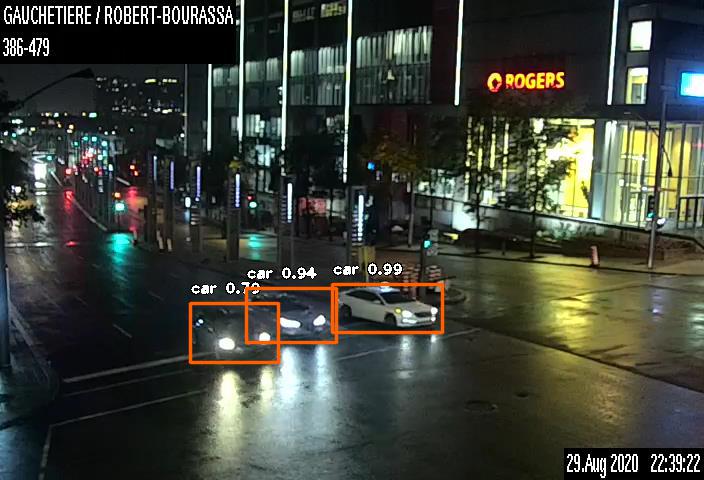 GAUCHETIERE / ROBERT-BOURASSA
386-479
ROGERS
car 0.94
car 0.99
car 0.79
29.Aug 2020 22:39:22